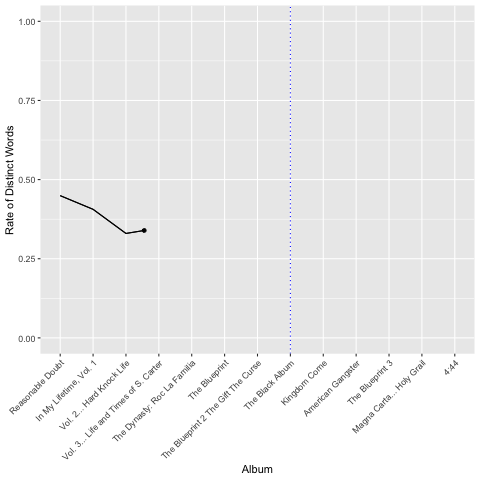 1.00
0.75
0.50
0.25
0.00
Rate of Distinct Words
Reasonable Doubt
In My Lifetime, Vol. 1
Vol. 2... Hard Knock Life
Vol. 3... Life and Times of S. Carter
The Dynasty: Roc La Familia
The Blueprint
The Blueprint 2 The Gift The Curse
The Black Album
Kingdom Come
American Gangster
The Blueprint 3
Magna Carta... Holy Grail
4:44
Album